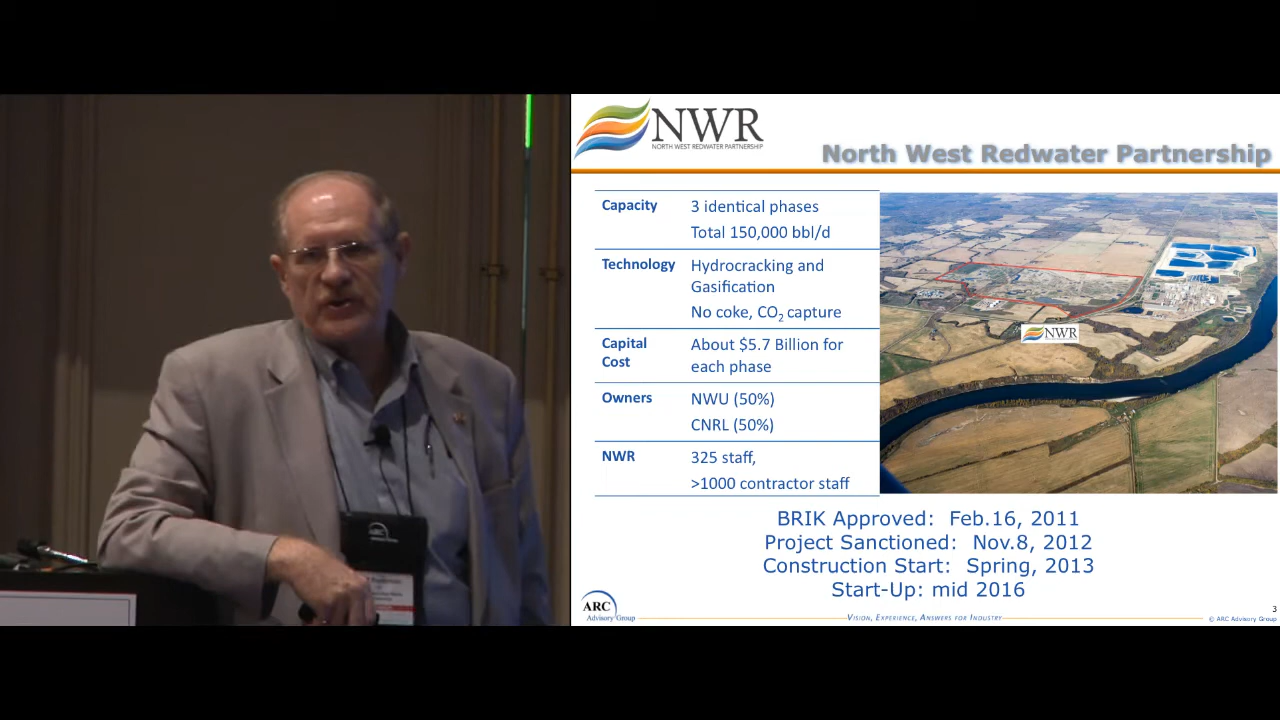 NWR
NORTH WEST REDWATER PARTNERSHIP
North West Redwater Partnership
Capacity 3 identical phases
Total 150,000 bbl/d
Technology Hydrocracking and
Gasification
No coke, CO₂ capture
Capital About $5.7 Billion for
Cost each phase
Owners NWU (50%)
CNRL (50%)
NWR 325 staff,
>1000 contractor staff
NWR
BRIK Approved: Feb.16, 2011
Project Sanctioned: Nov.8, 2012
Construction Start: Spring, 2013
Start-Up: mid 2016
ARC
Advisory Group
VISION, EXPERIENCE, ANSWERS FOR INDUSTRY
3
© ARC Advisory Group
ARC